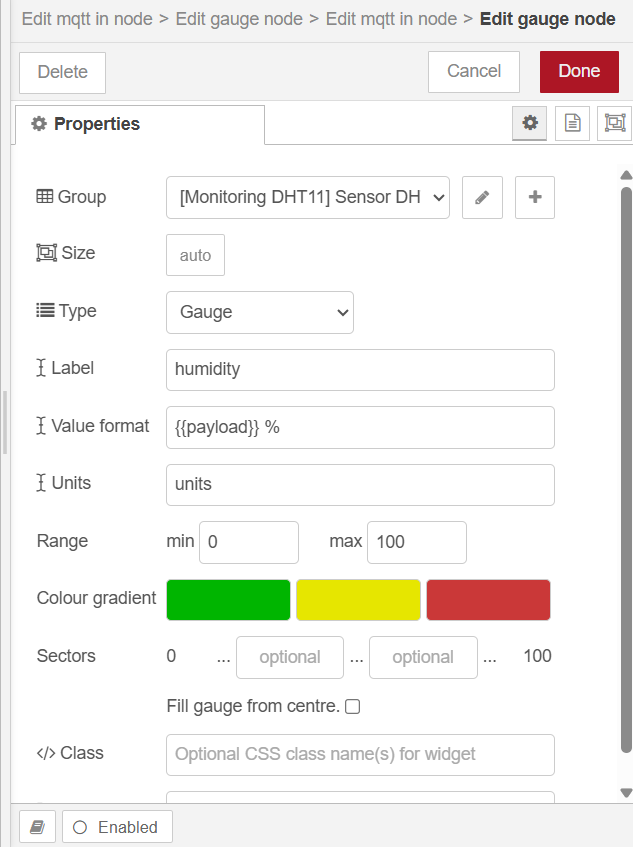 Edit mqtt in node > Edit gauge node > Edit mqtt in node > Edit gauge node
Delete Cancel Done
Properties
Group [Monitoring DHT11] Sensor DH
Size auto
Type Gauge
Label humidity
Value format {{payload}} %
Units units
Range min 0 max 100
Colour gradient
Sectors 0 ... optional ... optional ... 100
Fill gauge from centre.
</> Class Optional CSS class name(s) for widget
Enabled